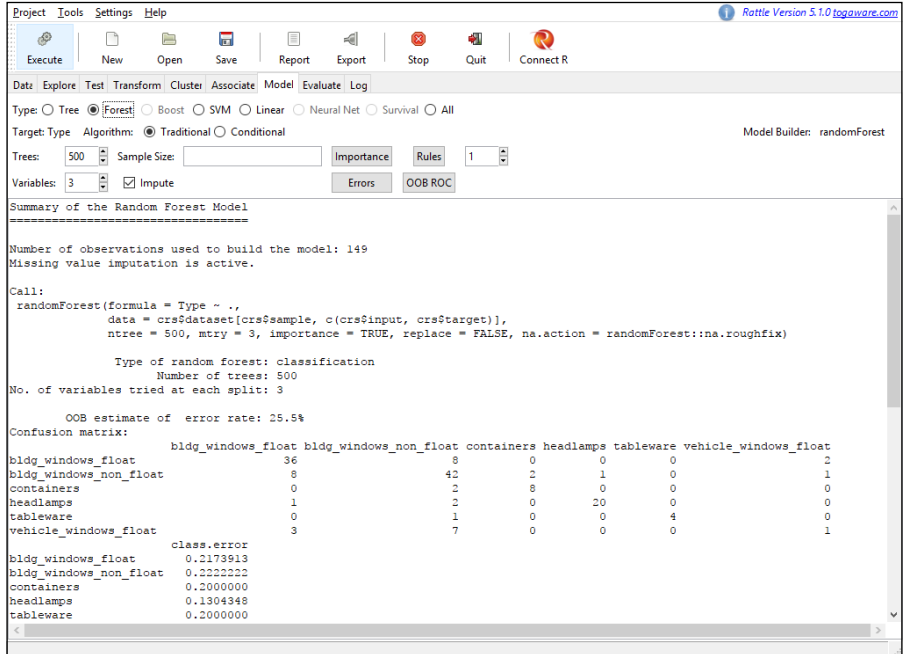 Project Tools Settings Help
Rattle Version 5.1.0 togaware.com
Execute New Open Save Report Export Stop Quit Connect R
Data Explore Test Transform Cluster Associate Model Evaluate Log
Type: Tree Forest Boost SVM Linear Neural Net Survival All
Target: Type Algorithm: Traditional Conditional Model Builder: randomForest
Trees: 500 Sample Size: Importance Rules 1
Variables: 3 Impute Errors OOB ROC
Summary of the Random Forest Model
==================================
Number of observations used to build the model: 149
Missing value imputation is active.
Call:
randomForest(formula = Type ~ .,
data = crs$dataset[crs$sample, c(crs$input, crs$target)],
ntree = 500, mtry = 3, importance = TRUE, replace = FALSE, na.action = randomForest::na.roughfix)
Type of random forest: classification
Number of trees: 500
No. of variables tried at each split: 3
OOB estimate of error rate: 25.5%
Confusion matrix:
bldg_windows_float bldg_windows_non_float containers headlamps tableware vehicle_windows_float
bldg_windows_float 36 8 0 0 0 2
bldg_windows_non_float 8 42 2 1 0 1
containers 0 2 8 0 0 0
headlamps 1 2 0 20 0 0
tableware 0 1 0 0 4 0
vehicle_windows_float 3 7 0 0 0 1
class.error
bldg_windows_float 0.2173913
bldg_windows_non_float 0.2222222
containers 0.2000000
headlamps 0.1304348
tableware 0.2000000